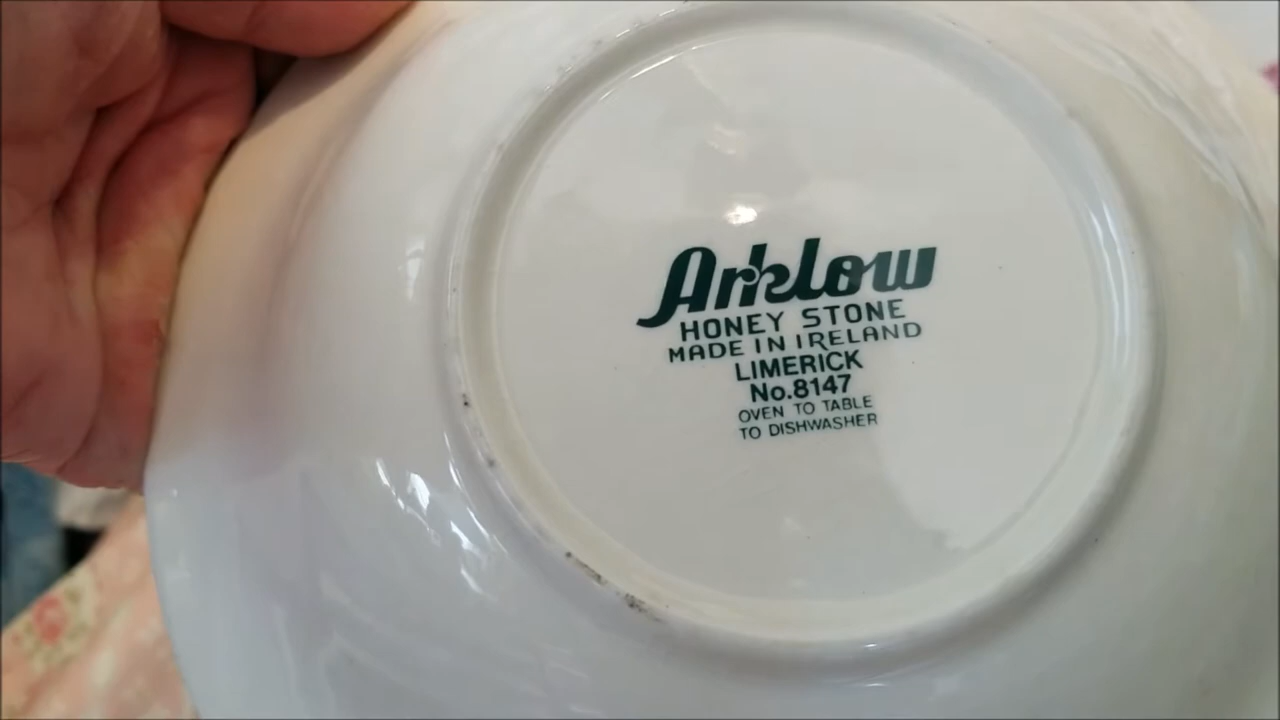 Arklow
HONEY STONE
MADE IN IRELAND
LIMERICK
No.8147
OVEN TO TABLE
TO DISHWASHER